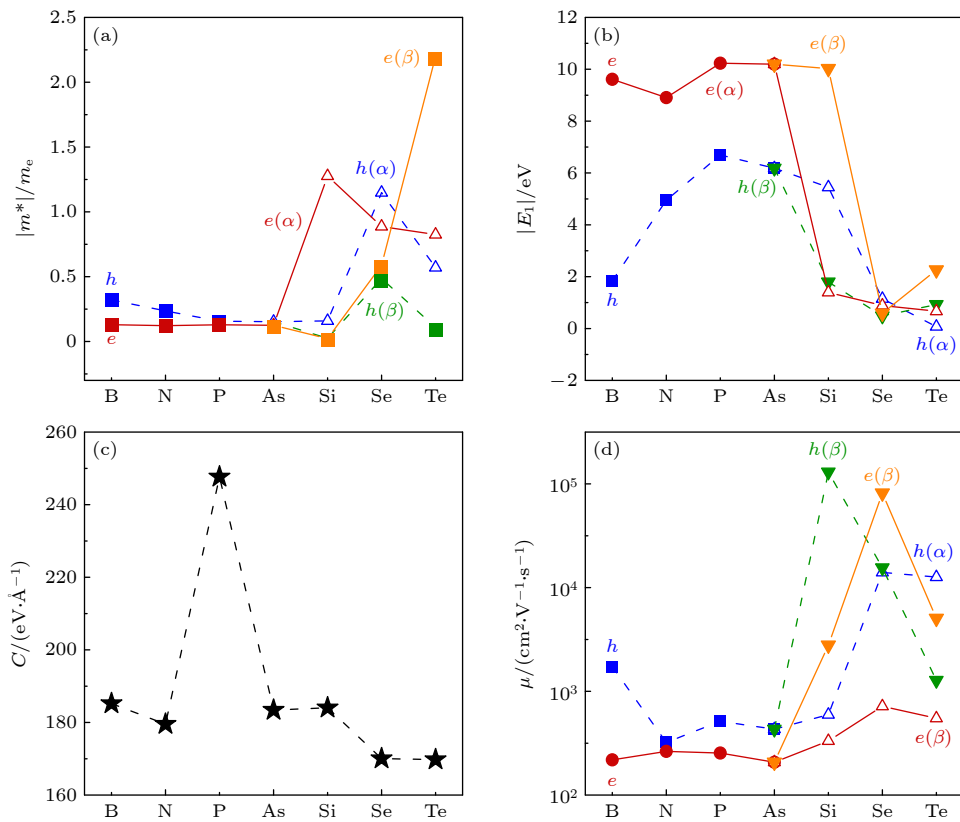 (a)
2.5
2.0
1.5
1.0
0.5
0
|m*|/mₑ
e(β)
h(α)
e(α)
h
e
h(β)
B N P As Si Se Te
(b)
12
10
8
6
4
2
0
−2
|E₁|/eV
e
e(β)
e(α)
h(β)
h
h(α)
B N P As Si Se Te
(c)
260
240
220
200
180
160
C/(eV·Å⁻¹)
B N P As Si Se Te
(d)
10⁵
10⁴
10³
10²
μ/(cm²·V⁻¹·s⁻¹)
h(β)
e(β)
h(α)
h
e(β)
e
B N P As Si Se Te